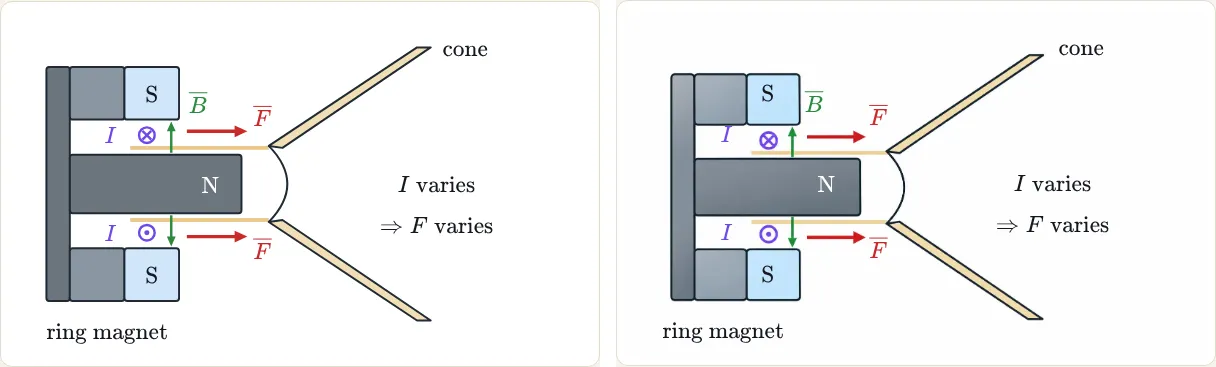 cone
S
B
F
I ⊗
N
I varies
⇒ F varies
I ⊙
F
S
ring magnet
cone
S
B
F
I ⊗
N
I varies
⇒ F varies
I ⊙
F
S
ring magnet